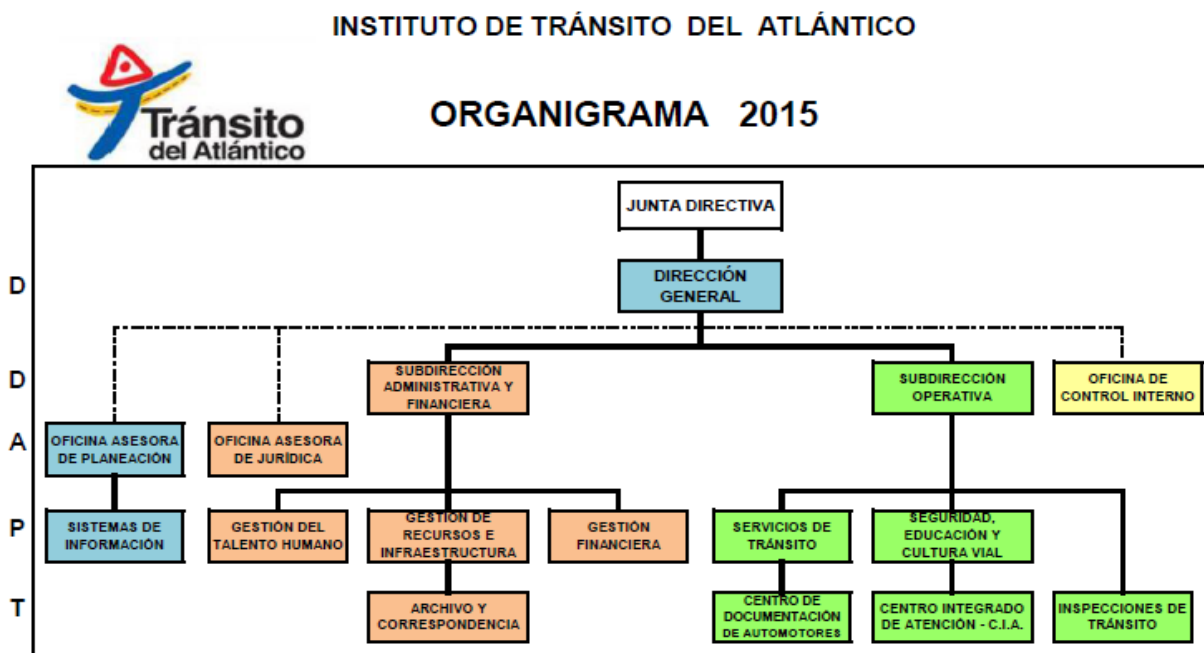 INSTITUTO DE TRÁNSITO DEL ATLÁNTICO
Tránsito
del Atlántico
ORGANIGRAMA 2015
JUNTA DIRECTIVA
D
DIRECCIÓN
GENERAL
D
SUBDIRECCIÓN
ADMINISTRATIVA Y
FINANCIERA
SUBDIRECCIÓN
OPERATIVA
OFICINA DE
CONTROL INTERNO
A
OFICINA ASESORA
DE PLANEACIÓN
OFICINA ASESORA
DE JURÍDICA
P
SISTEMAS DE
INFORMACIÓN
GESTIÓN DEL
TALENTO HUMANO
GESTIÓN DE
RECURSOS E
INFRAESTRUCTURA
GESTIÓN
FINANCIERA
SERVICIOS DE
TRÁNSITO
SEGURIDAD,
EDUCACIÓN Y
CULTURA VIAL
T
ARCHIVO Y
CORRESPONDENCIA
CENTRO DE
DOCUMENTACIÓN
DE AUTOMOTORES
CENTRO INTEGRADO
DE ATENCIÓN - C.I.A.
INSPECCIONES DE
TRÁNSITO